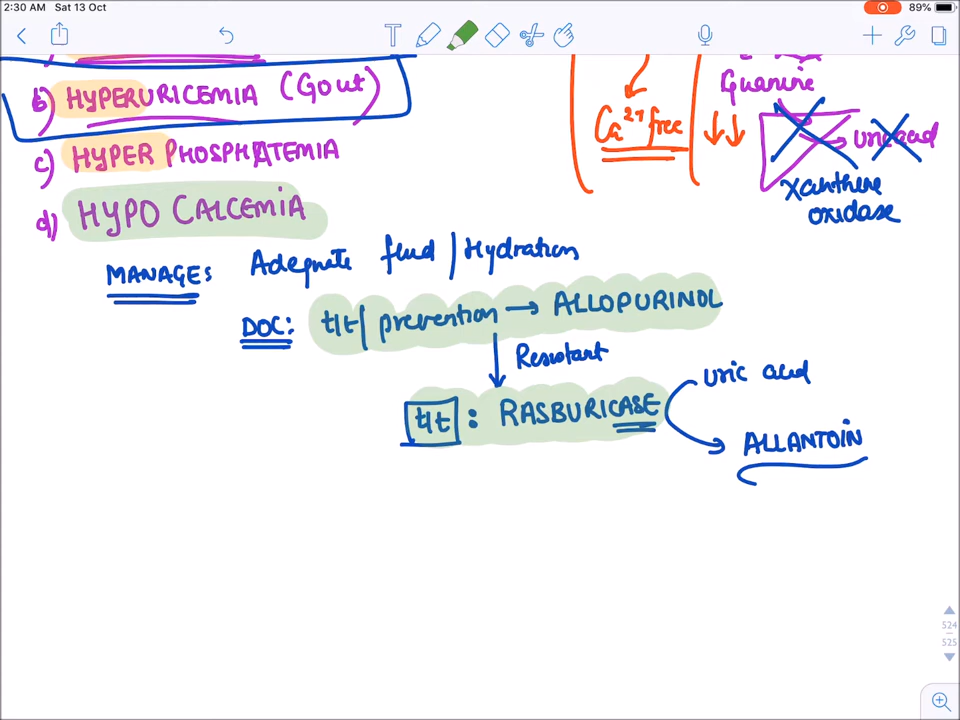 2:30 AM Sat 13 Oct
89%
T
b) HYPERURICEMIA (Gout)
c) HYPER PHOSPHATEMIA
d) HYPO CALCEMIA
Ca2+ free ↓↓
Guanine
→ uric acid
Xanthene
oxidase
MANAGE: Adequate fluid / Hydration
DOC: t/t / prevention → ALLOPURINOL
Resistant
t/t : RASBURICASE
uric acid
ALLANTOIN
524
525